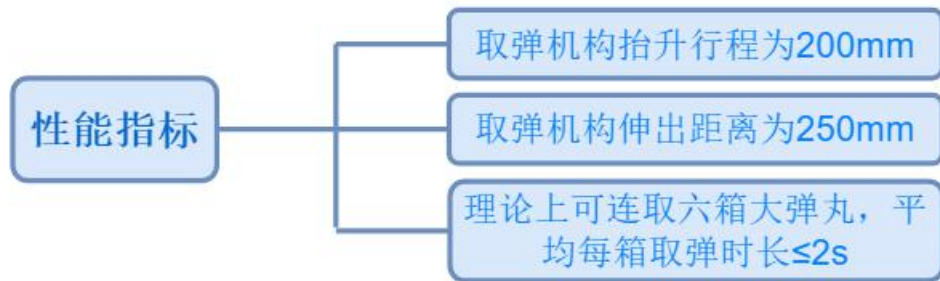 性能指标
取弹机构抬升行程为200mm
取弹机构伸出距离为250mm
理论上可连取六箱大弹丸，平
均每箱取弹时长≤2s